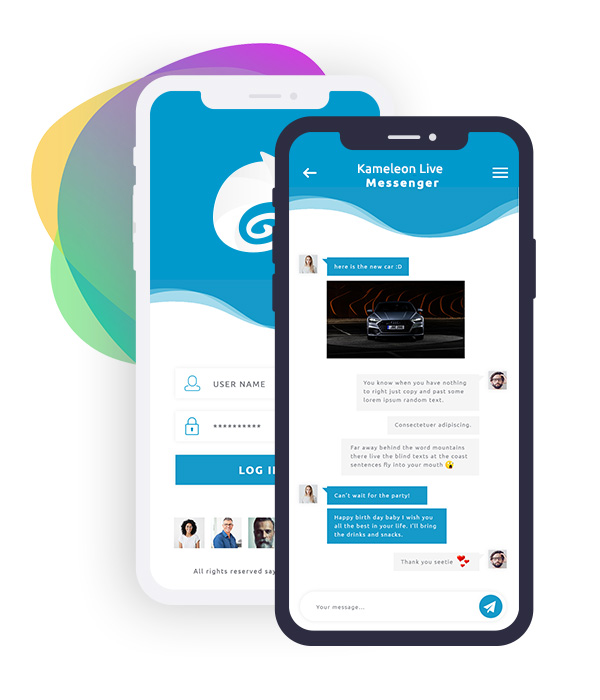 USER NAME
**********
LOG I
All rights reserved say
Kameleon Live
Messenger
here is the new car :D
You know when you have nothing
to right just copy and past some
lorem ipsum random text.
Consectetuer adipiscing.
Far away behind the word mountains
there live the blind texts at the coast
sentences fly into your mouth
Can't wait for the party!
Happy birth day baby I wish you
all the best in your life. I'll bring
the drinks and snacks.
Thank you seetie
Your message...